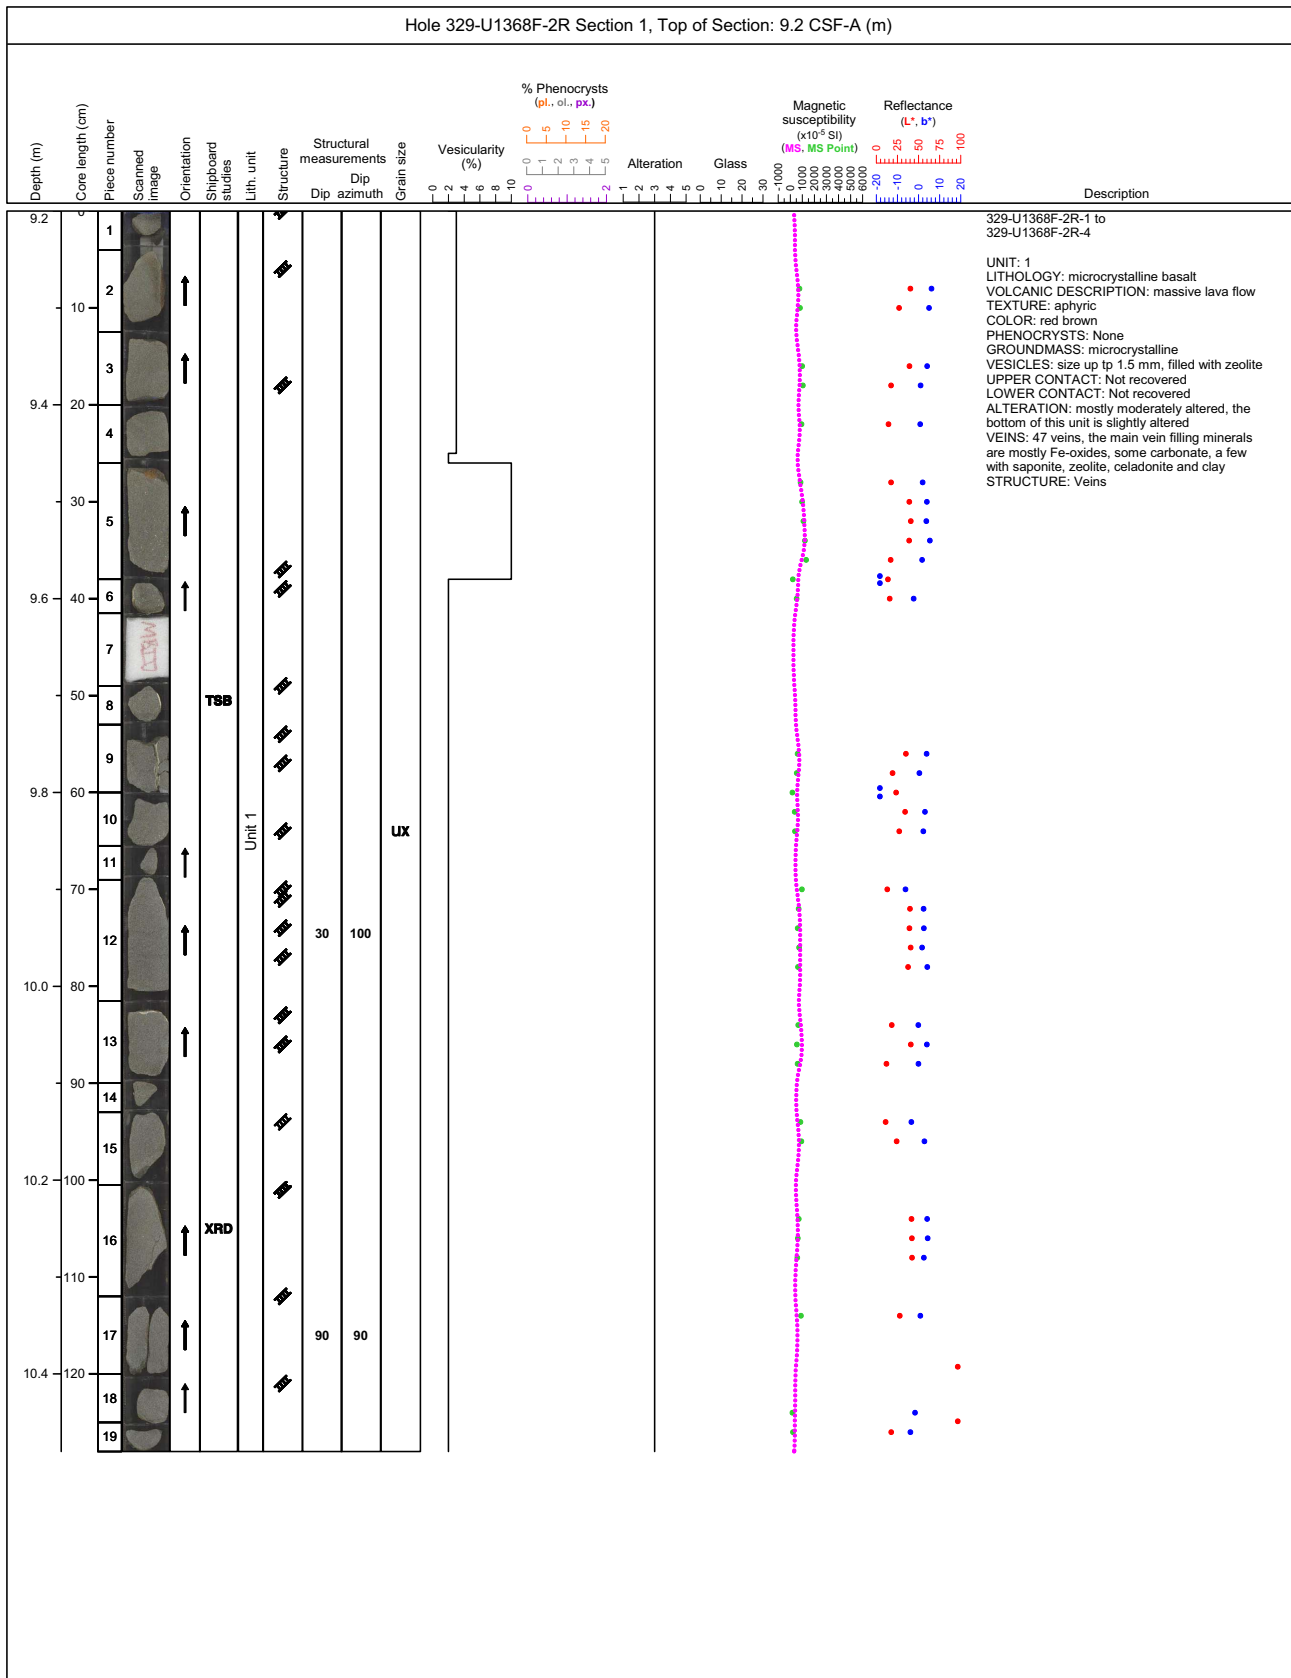 Hole 329-U1368F-2R Section 1, Top of Section: 9.2 CSF-A (m)
Depth (m)
Core length (cm)
Piece number
Scanned image
Orientation
Shipboard studies
Lith. unit
Structure
Structural measurements
Dip
Dip azimuth
Grain size
Vesicularity (%)
0 2 4 6 8 10
% Phenocrysts
(pl., ol., px.)
0 5 10 15 20
0 1 2 3 4 5
0 2
Alteration
1 2 3 4 5
Glass
0 10 20 30
Magnetic susceptibility
(x10-5 SI)
(MS, MS Point)
-1000 0 1000 2000 3000 4000 5000 6000
Reflectance
(L*, b*)
0 25 50 75 100
-20 -10 0 10 20
Description
9.2
9.4
9.6
9.8
10.0
10.2
10.4
0
10
20
30
40
50
60
70
80
90
100
110
120
1
2
3
4
5
6
7
8
9
10
11
12
13
14
15
16
17
18
19
MBIO
TSB
XRD
Unit 1
30 100
90 90
UX
329-U1368F-2R-1 to
329-U1368F-2R-4
UNIT: 1
LITHOLOGY: microcrystalline basalt
VOLCANIC DESCRIPTION: massive lava flow
TEXTURE: aphyric
COLOR: red brown
PHENOCRYSTS: None
GROUNDMASS: microcrystalline
VESICLES: size up tp 1.5 mm, filled with zeolite
UPPER CONTACT: Not recovered
LOWER CONTACT: Not recovered
ALTERATION: mostly moderately altered, the
bottom of this unit is slightly altered
VEINS: 47 veins, the main vein filling minerals
are mostly Fe-oxides, some carbonate, a few
with saponite, zeolite, celadonite and clay
STRUCTURE: Veins